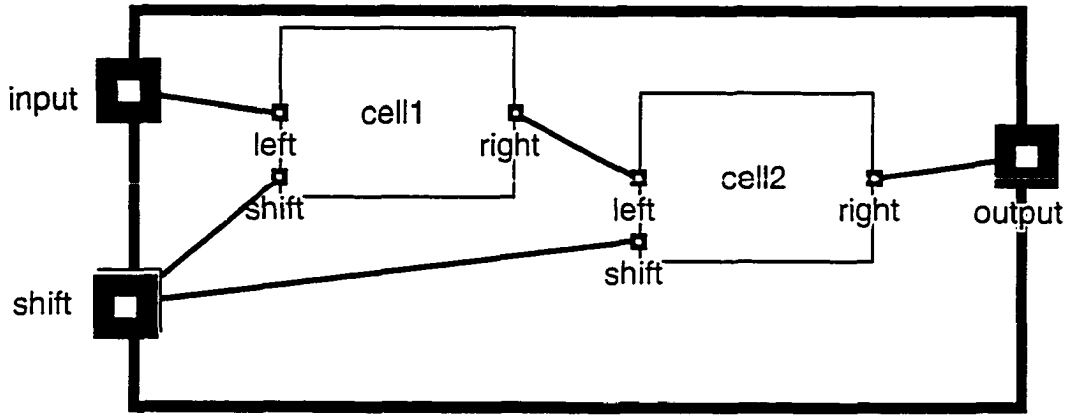 input
cell1
left
right
shift
cell2
left
right
output
shift
shift